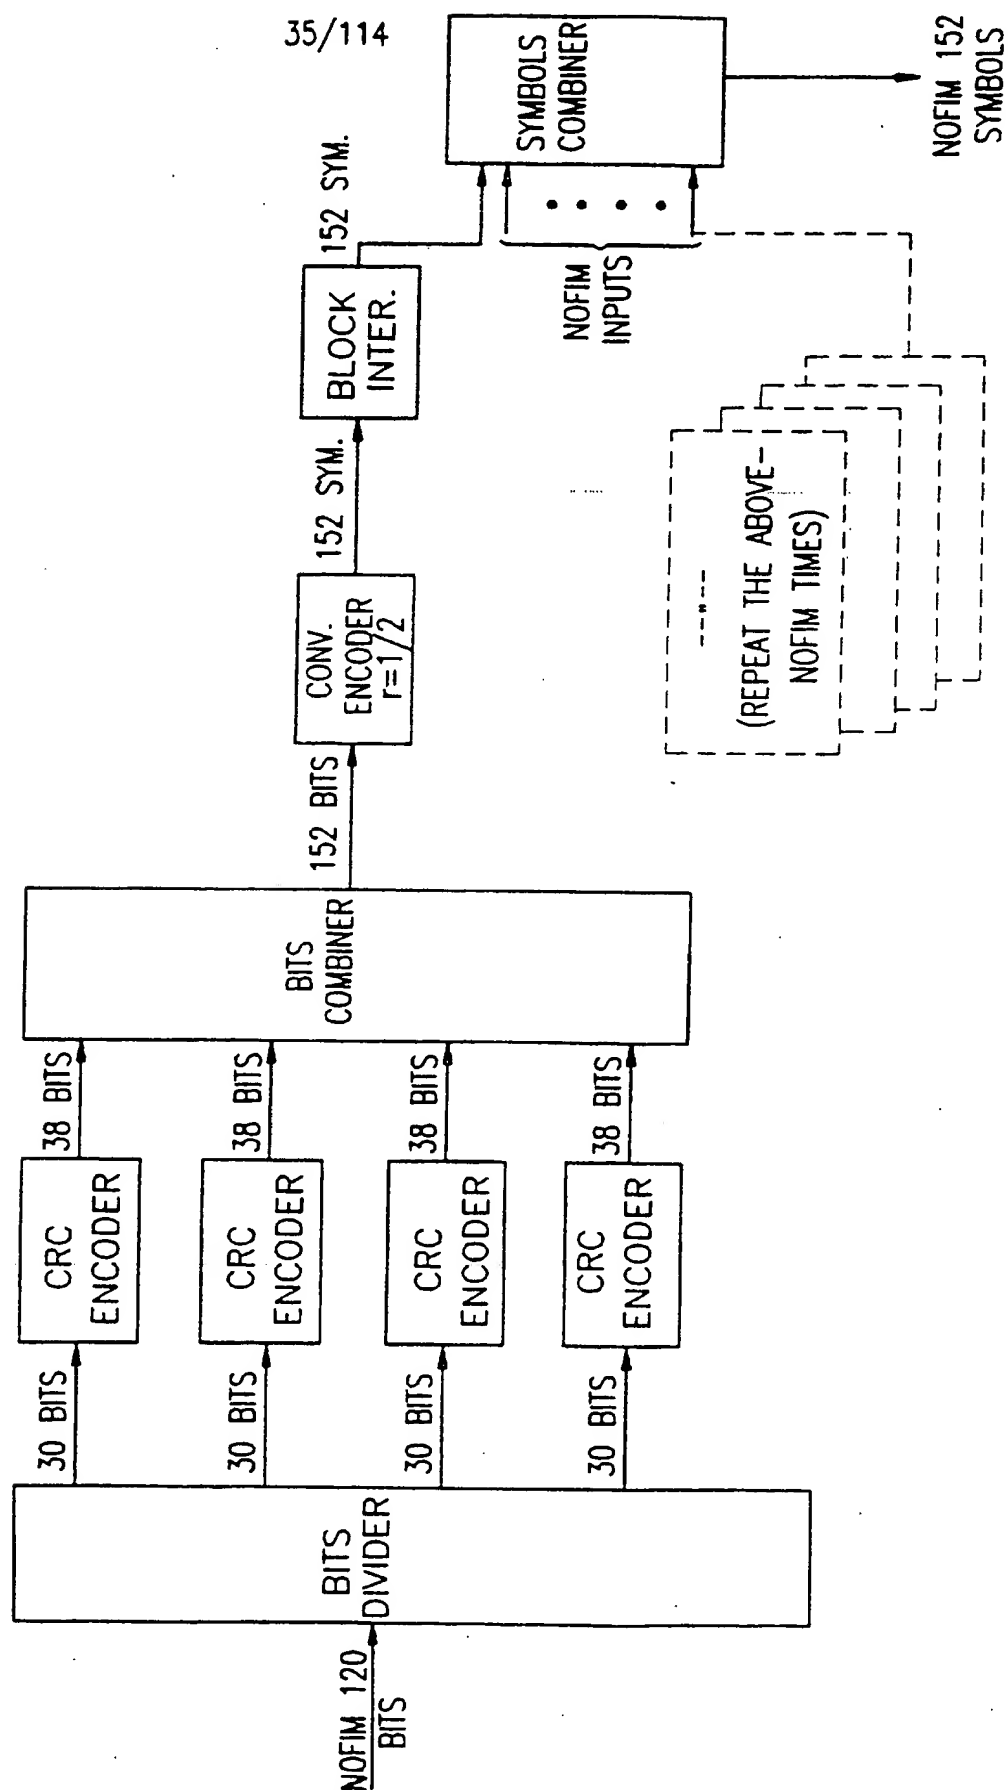 35/114
NOFIM 120
BITS
BITS
DIVIDER
30 BITS
30 BITS
30 BITS
30 BITS
CRC
ENCODER
CRC
ENCODER
CRC
ENCODER
CRC
ENCODER
38 BITS
38 BITS
38 BITS
38 BITS
BITS
COMBINER
152 BITS
CONV.
ENCODER
r=1/2
152 SYM.
BLOCK
INTER.
152 SYM.
NOFIM
INPUTS
SYMBOLS
COMBINER
NOFIM 152
SYMBOLS
--"--
(REPEAT THE ABOVE-
NOFIM TIMES)